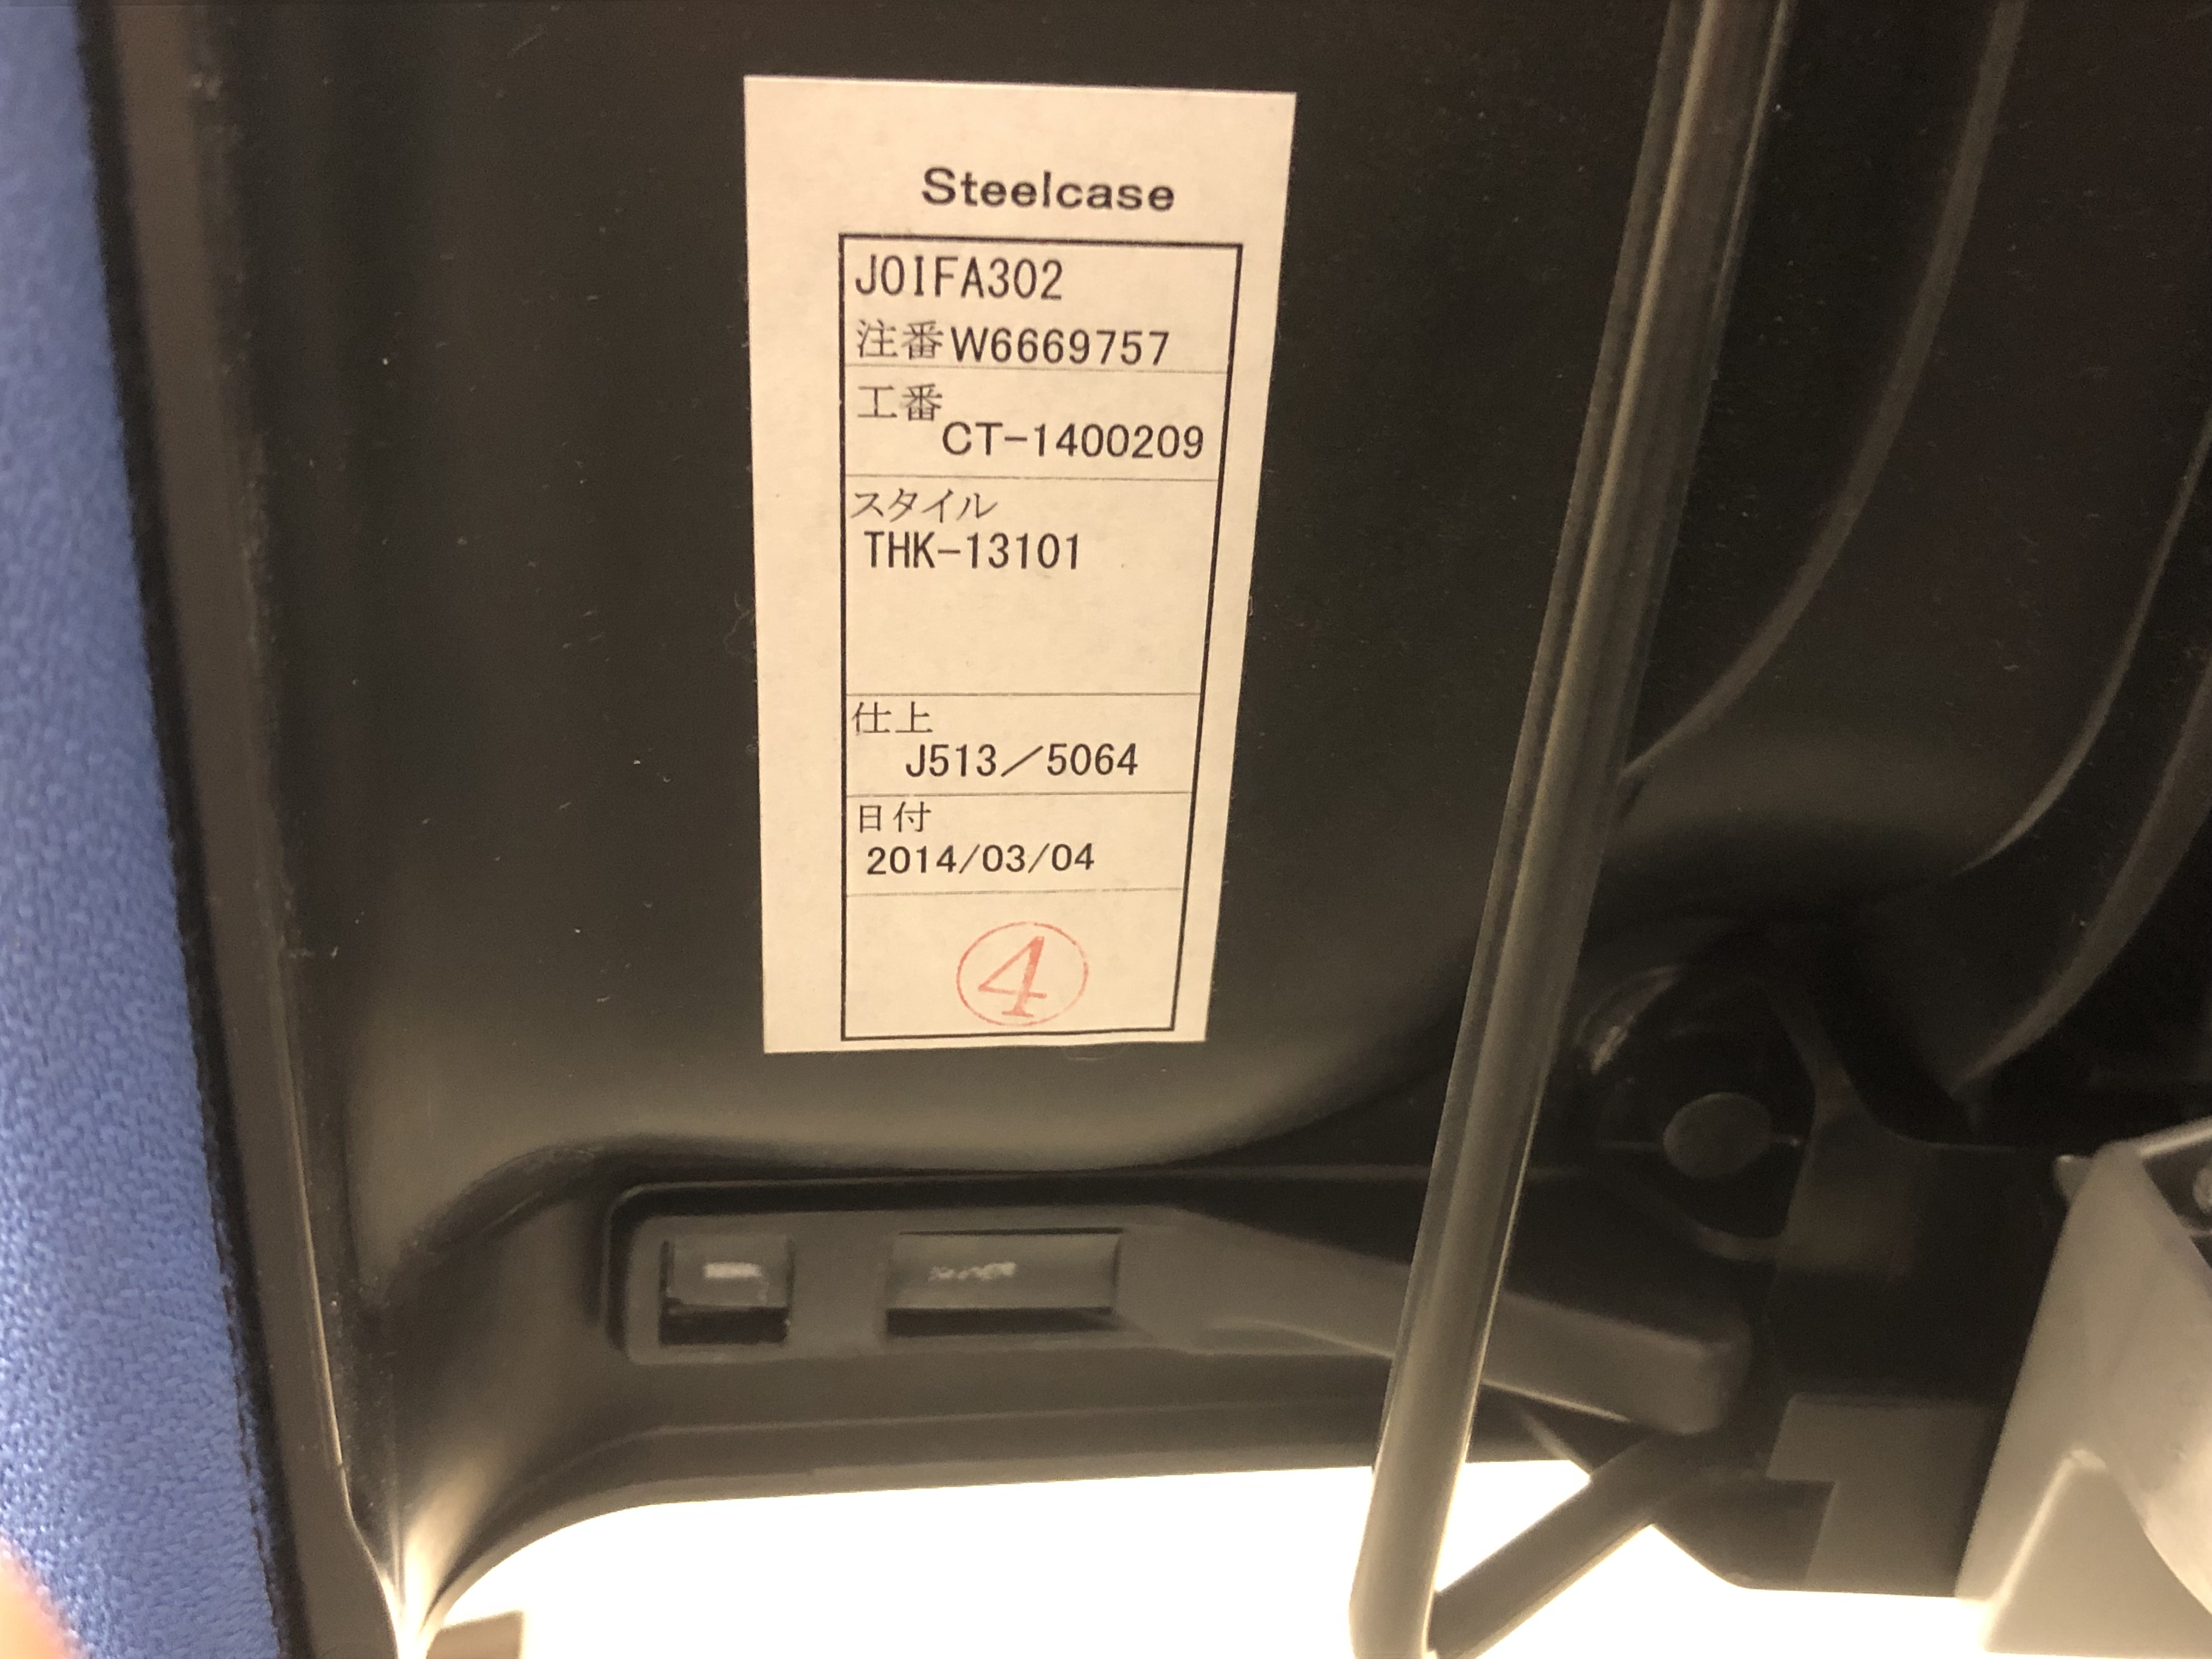 Steelcase
J0IFA302
注番W6669757
工番
CT-1400209
スタイル
THK-13101
仕上
J513／5064
日付
2014/03/04
④